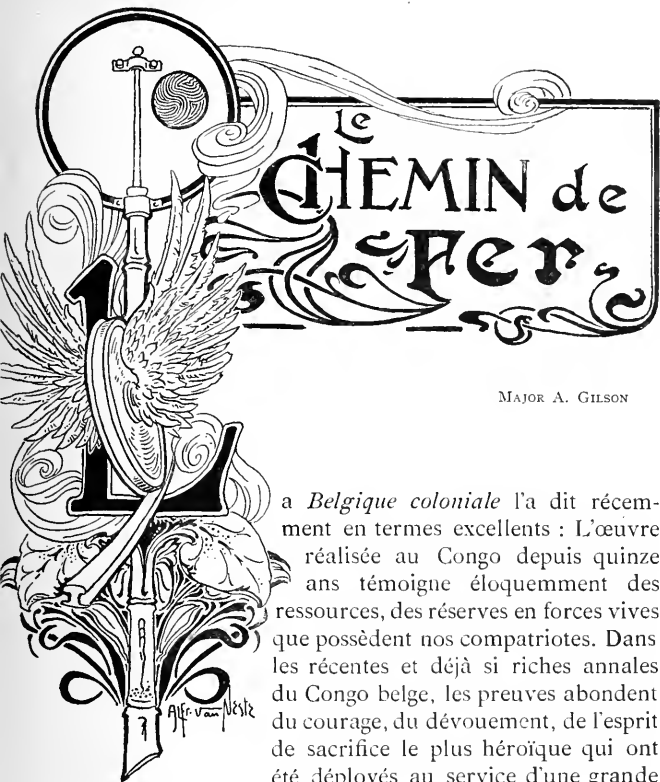 Le
CHEMIN de
Fer
MAJOR A. GILSON
La Belgique coloniale l'a dit récem-
ment en termes excellents : L'œuvre
réalisée au Congo depuis quinze
ans témoigne éloquemment des
ressources, des réserves en forces vives
que possèdent nos compatriotes. Dans
les récentes et déjà si riches annales
du Congo belge, les preuves abondent
du courage, du dévouement, de l'esprit
de sacrifice le plus héroïque qui ont
été déployés au service d'une grande
Alfr. Van Neste